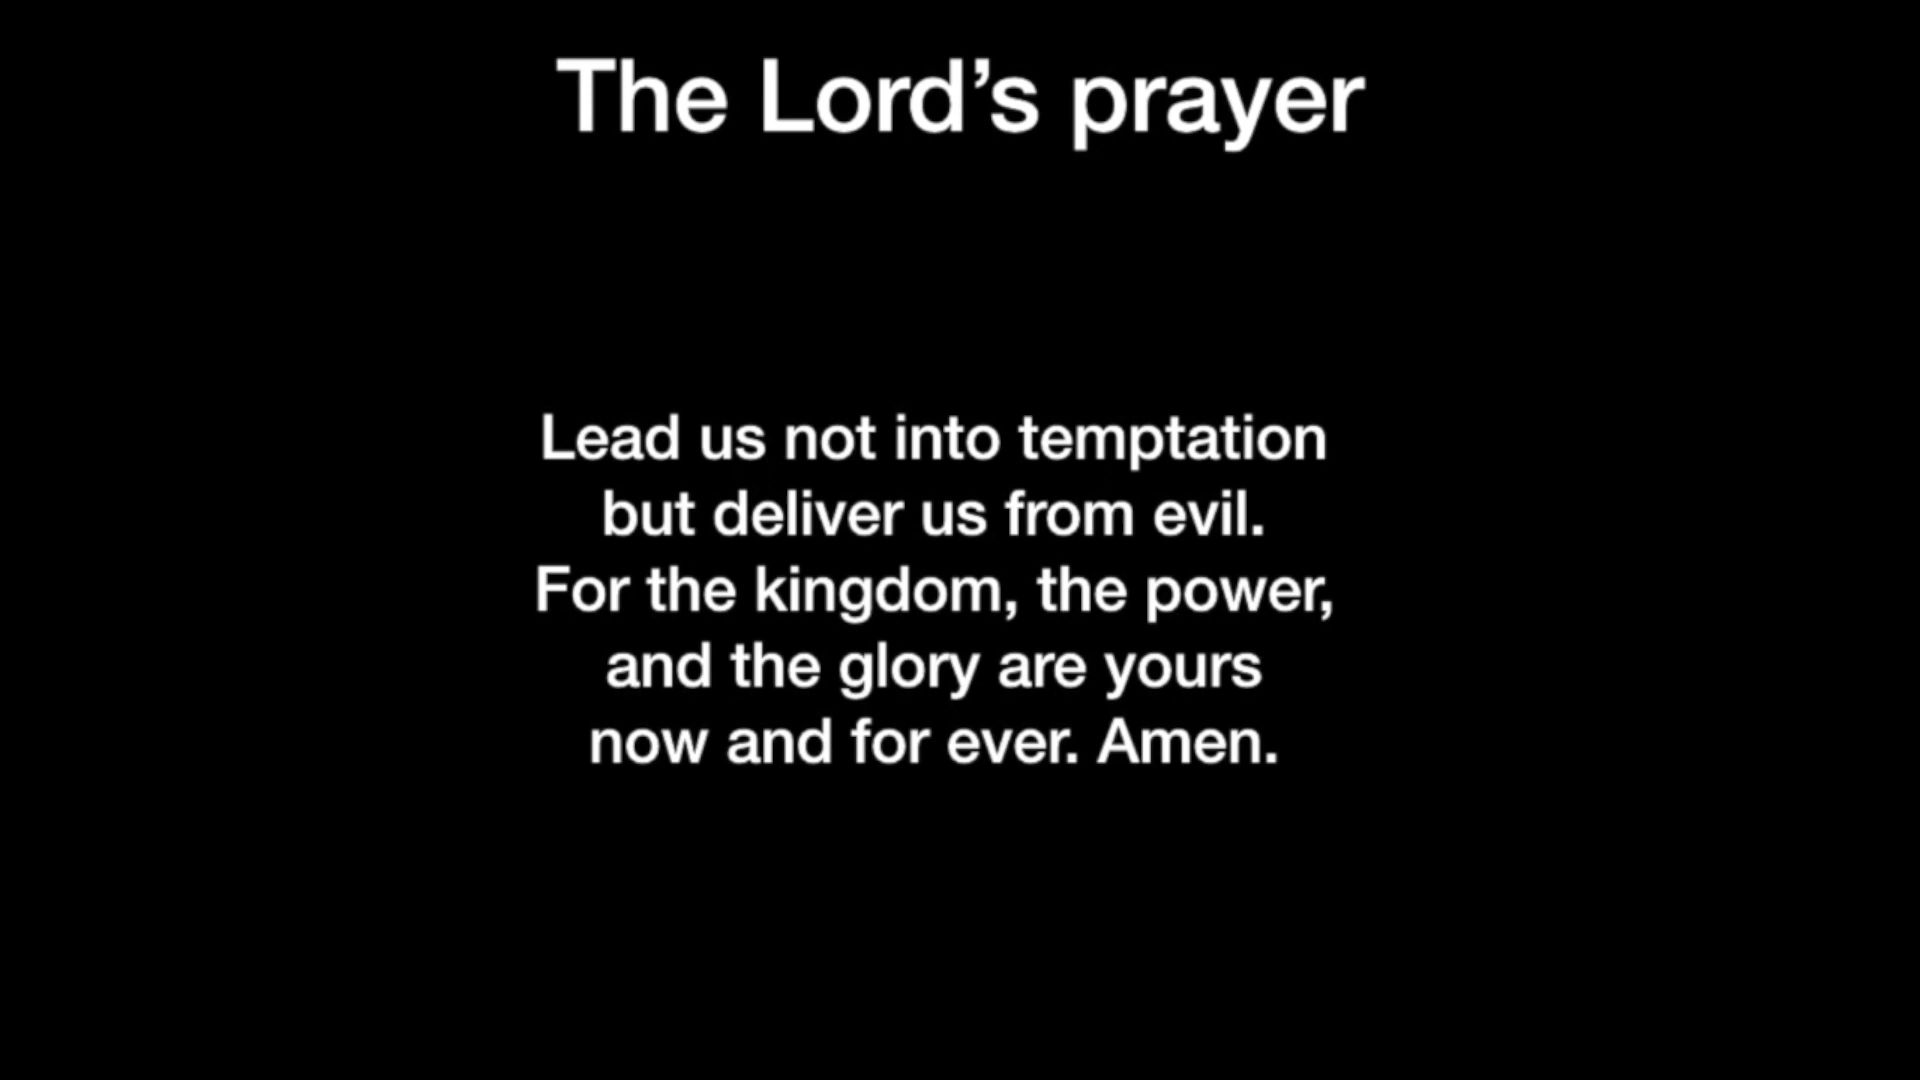 The Lord’s prayer
Lead us not into temptation
but deliver us from evil.
For the kingdom, the power,
and the glory are yours
now and for ever. Amen.